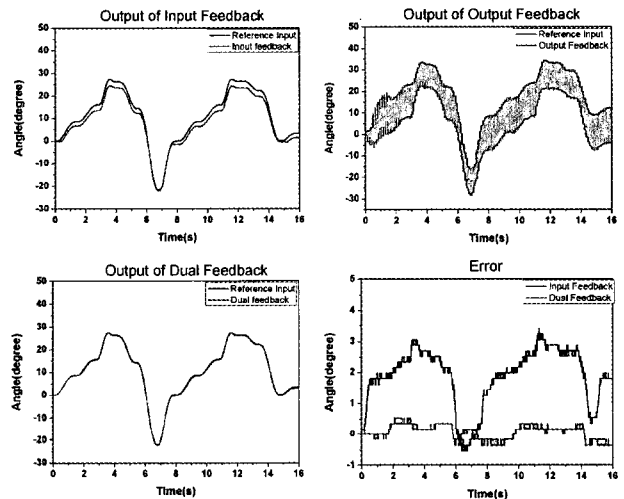 Output of Input Feedback
Reference Input
Input feedback
Angle(degree)
50
40
30
20
10
0
-10
-20
-30
0 2 4 6 8 10 12 14 16
Time(s)
Output of Output Feedback
Reference Input
Output Feedback
Angle(degree)
50
40
30
20
10
0
-10
-20
-30
0 2 4 6 8 10 12 14 16
Time(s)
Output of Dual Feedback
Reference Input
Dual feedback
Angle(degree)
50
40
30
20
10
0
-10
-20
-30
0 2 4 6 8 10 12 14 16
Time(s)
Error
Input Feedback
Dual Feedback
Angle(degree)
5
4
3
2
1
0
-1
0 2 4 6 8 10 12 14 16
Time(s)